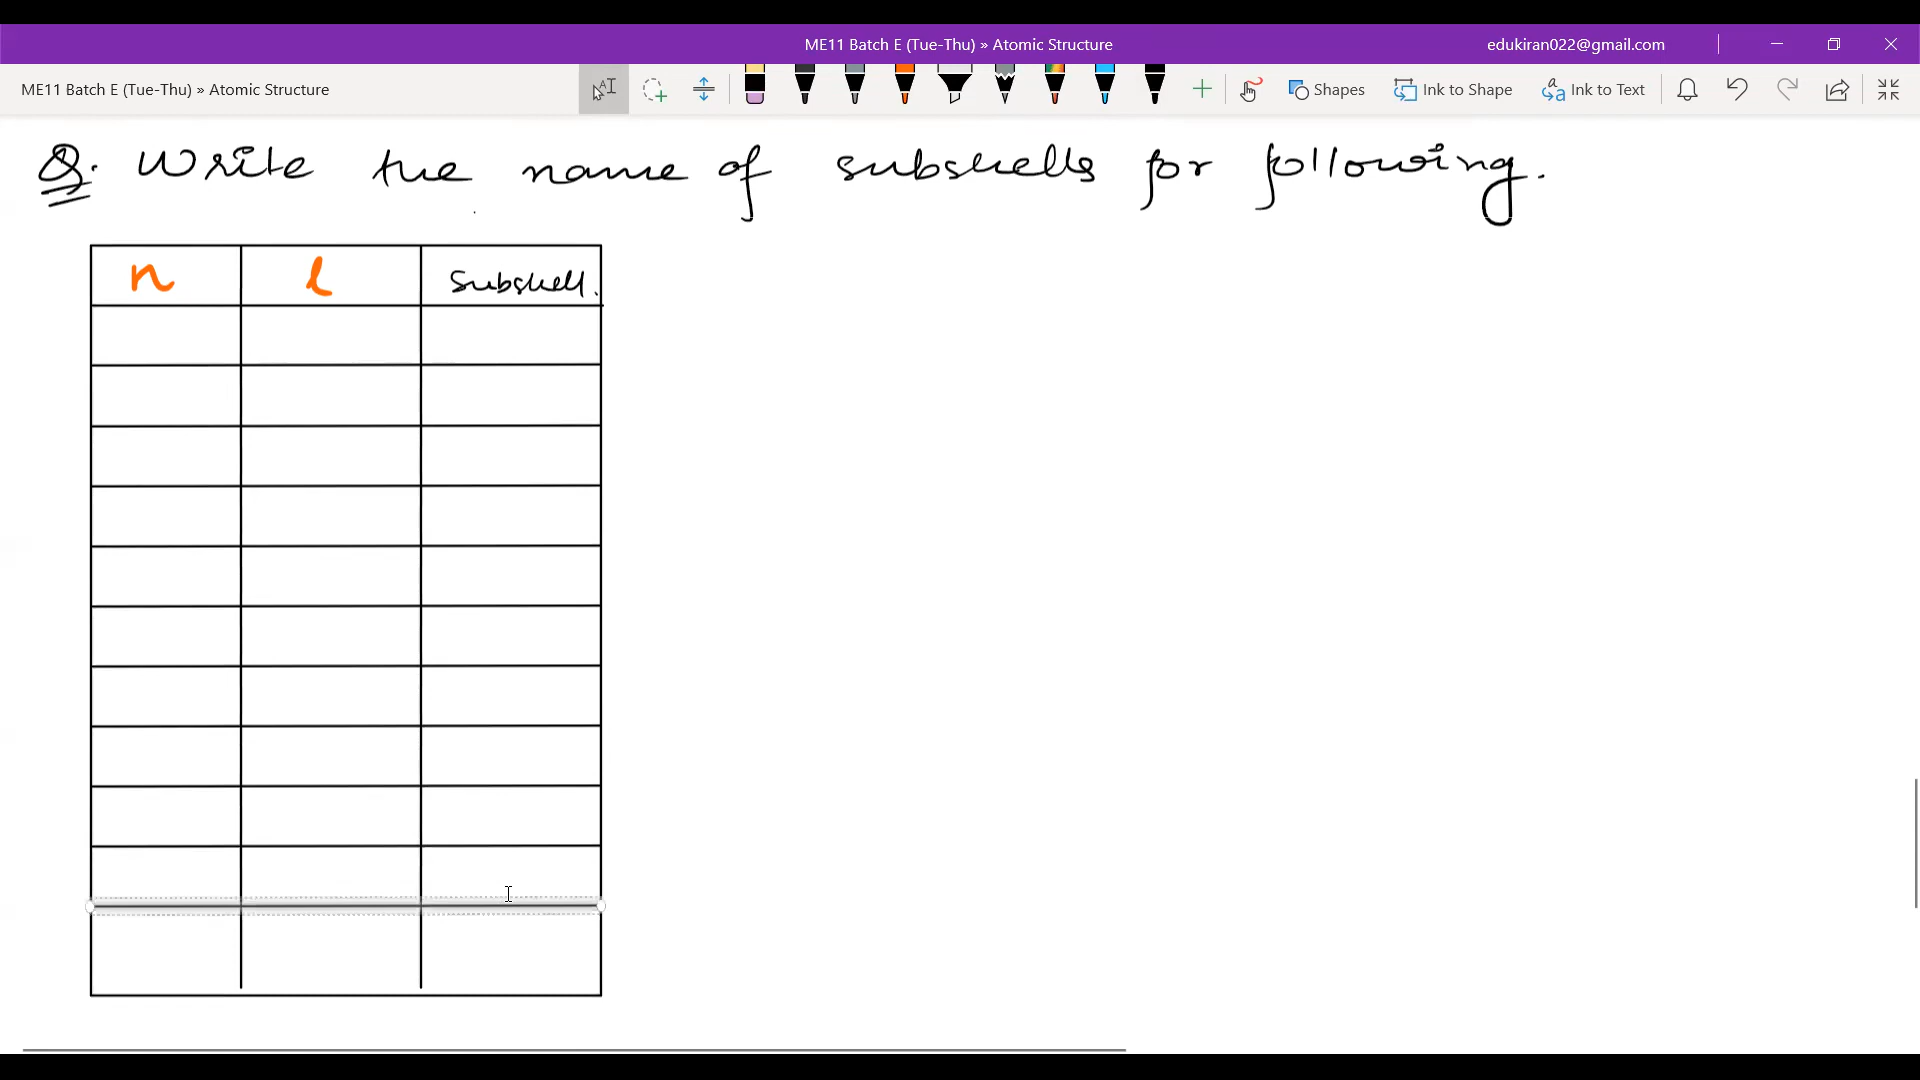 ME11 Batch E (Tue-Thu) » Atomic Structure
edukiran022@gmail.com
ME11 Batch E (Tue-Thu) » Atomic Structure
Shapes
Ink to Shape
Ink to Text
Q. Write the name of subshells for following.
n l Subshell.